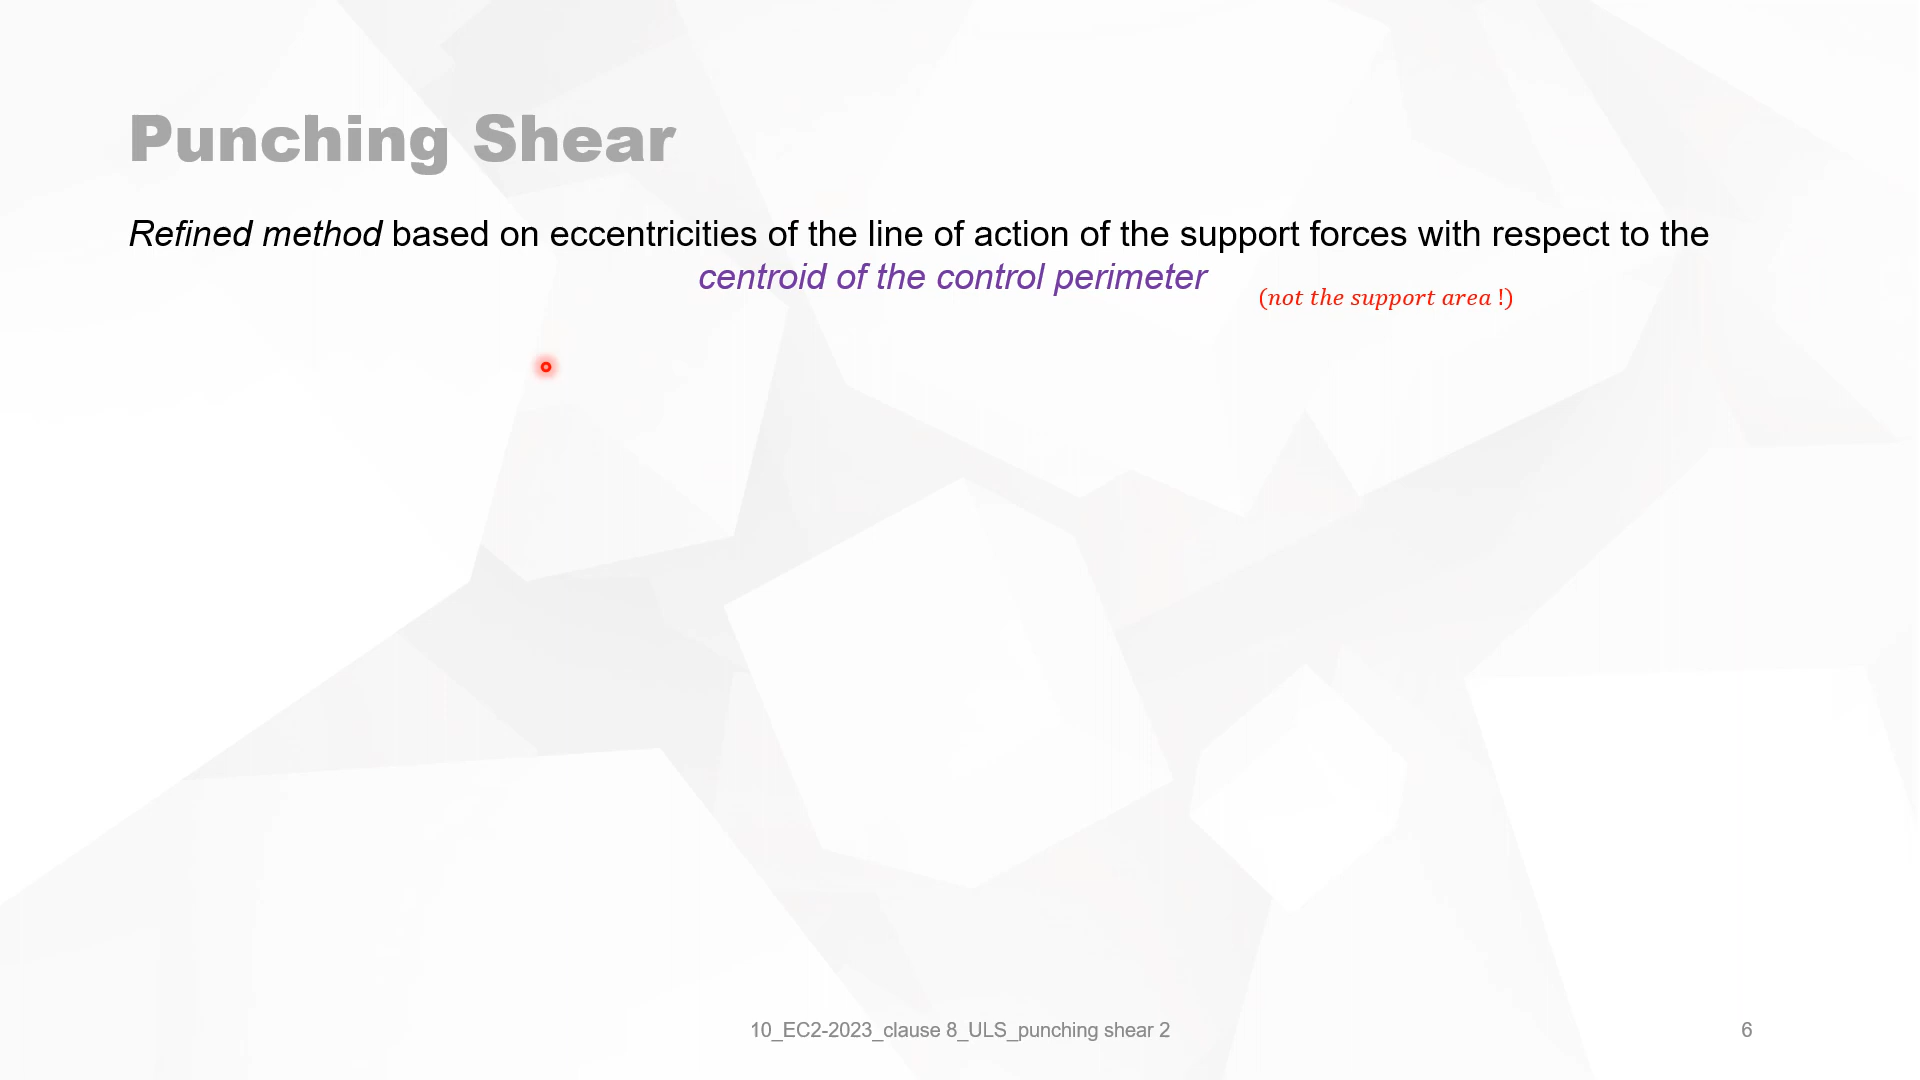 Punching Shear
Refined method based on eccentricities of the line of action of the support forces with respect to the
centroid of the control perimeter
(not the support area !)
10_EC2-2023_clause 8_ULS_punching shear 2
6